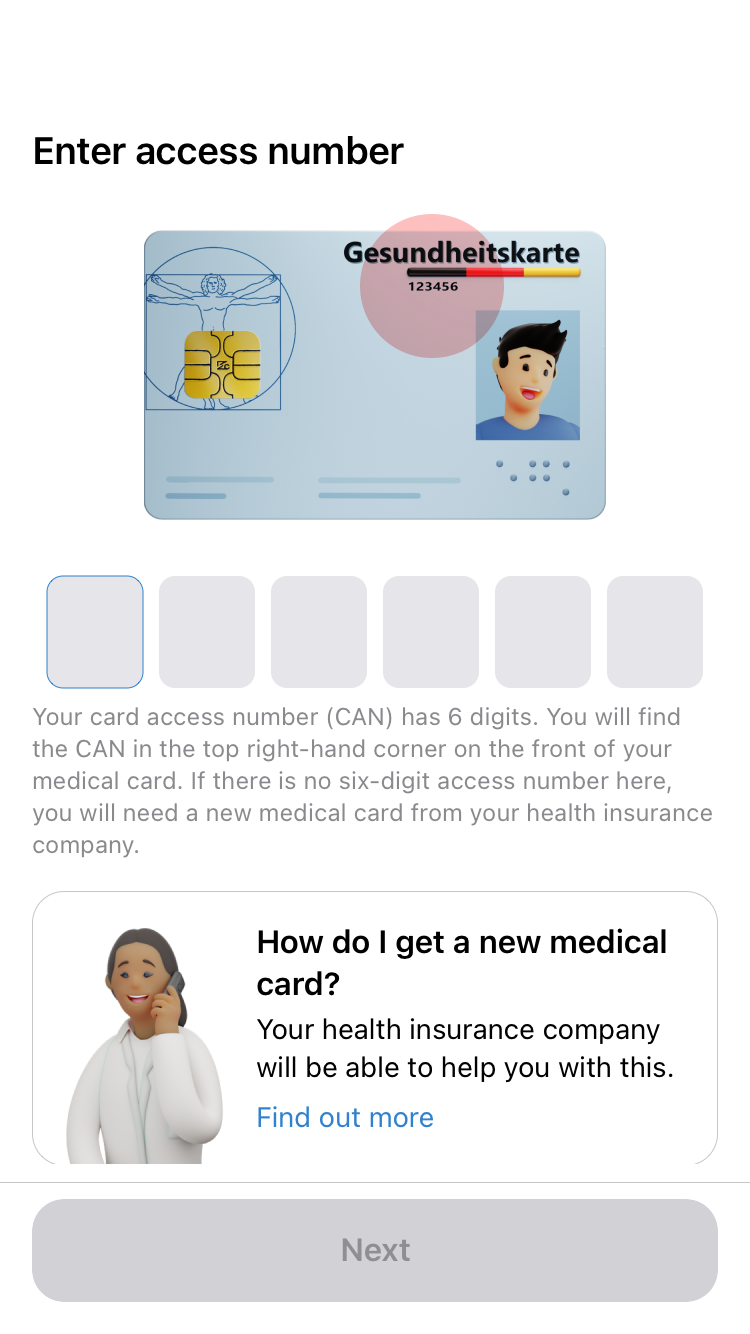 Enter access number
Gesundheitskarte
123456
Your card access number (CAN) has 6 digits. You will find
the CAN in the top right-hand corner on the front of your
medical card. If there is no six-digit access number here,
you will need a new medical card from your health insurance
company.
How do I get a new medical
card?
Your health insurance company
will be able to help you with this.
Find out more
Next